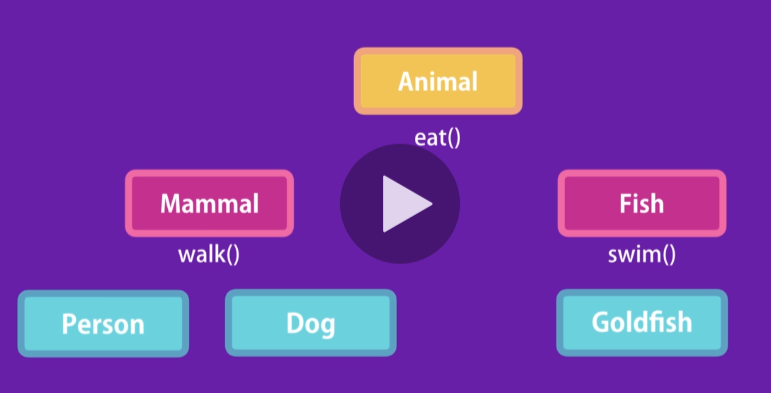 Animal
eat()
Mammal
Fish
walk()
swim()
Person
Dog
Goldfish